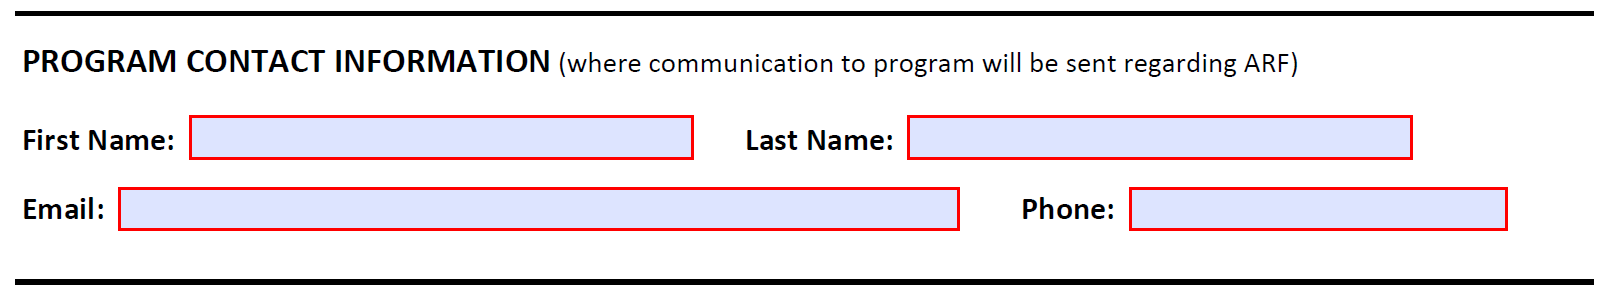 PROGRAM CONTACT INFORMATION (where communication to program will be sent regarding ARF)
First Name: Last Name:
Email: Phone: